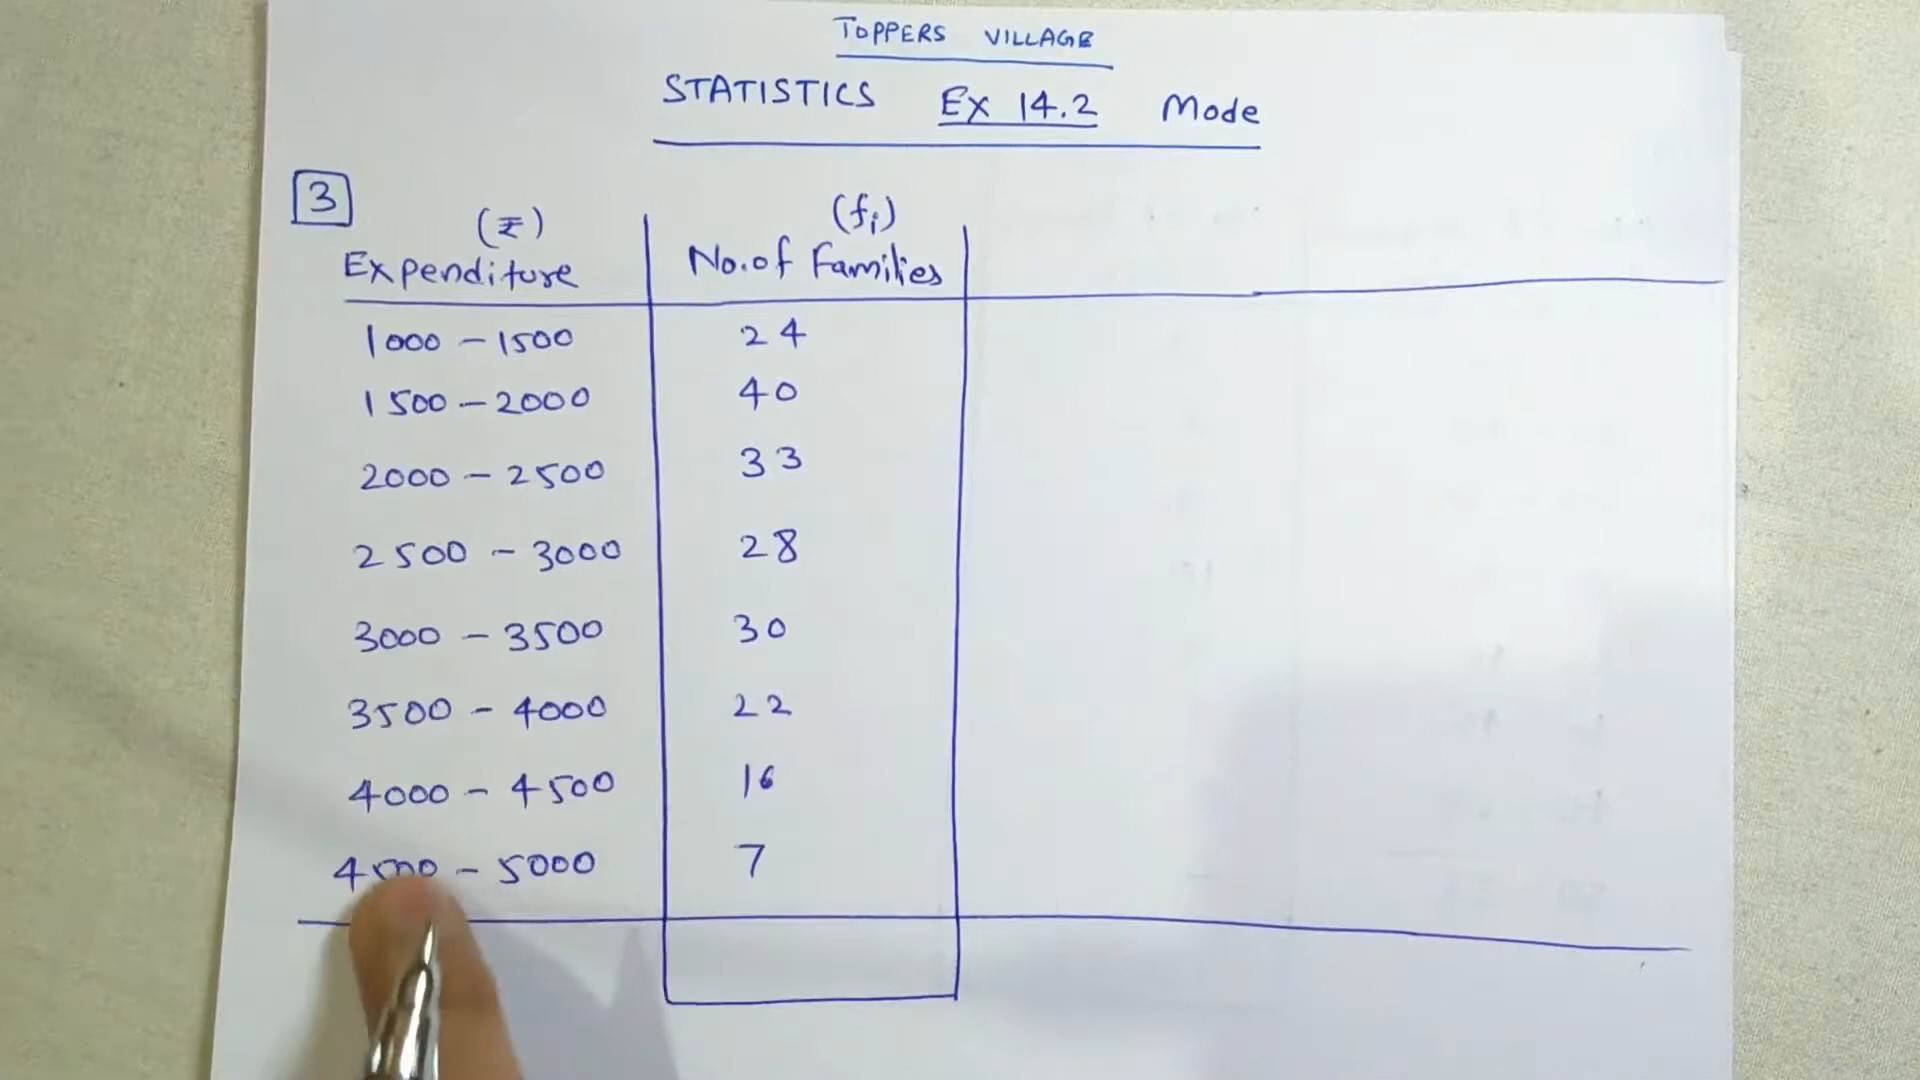 TOPPERS VILLAGE
STATISTICS Ex 14.2 Mode
3
(₹) (fi)
Expenditure No. of Families
1000 - 1500 24
1500 - 2000 40
2000 - 2500 33
2500 - 3000 28
3000 - 3500 30
3500 - 4000 22
4000 - 4500 16
4500 - 5000 7